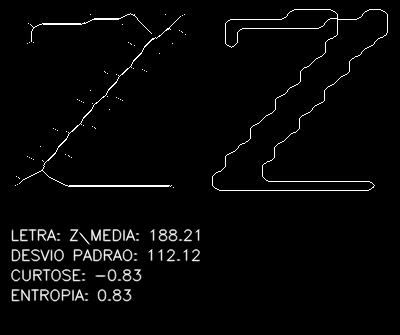 Z Z
LETRA: Z\MEDIA: 188.21
DESVIO PADRAO: 112.12
CURTOSE: -0.83
ENTROPIA: 0.83